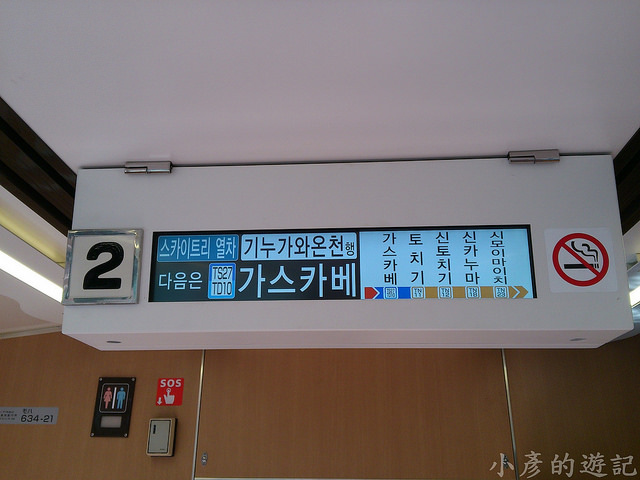 2
스카이트리 열차 기누가와온천행
다음은 TS27 TD10 가스카베
가스카베
토치기
신토치기
신카누마
신모이마이치
SOS
634-21
小彥的遊記